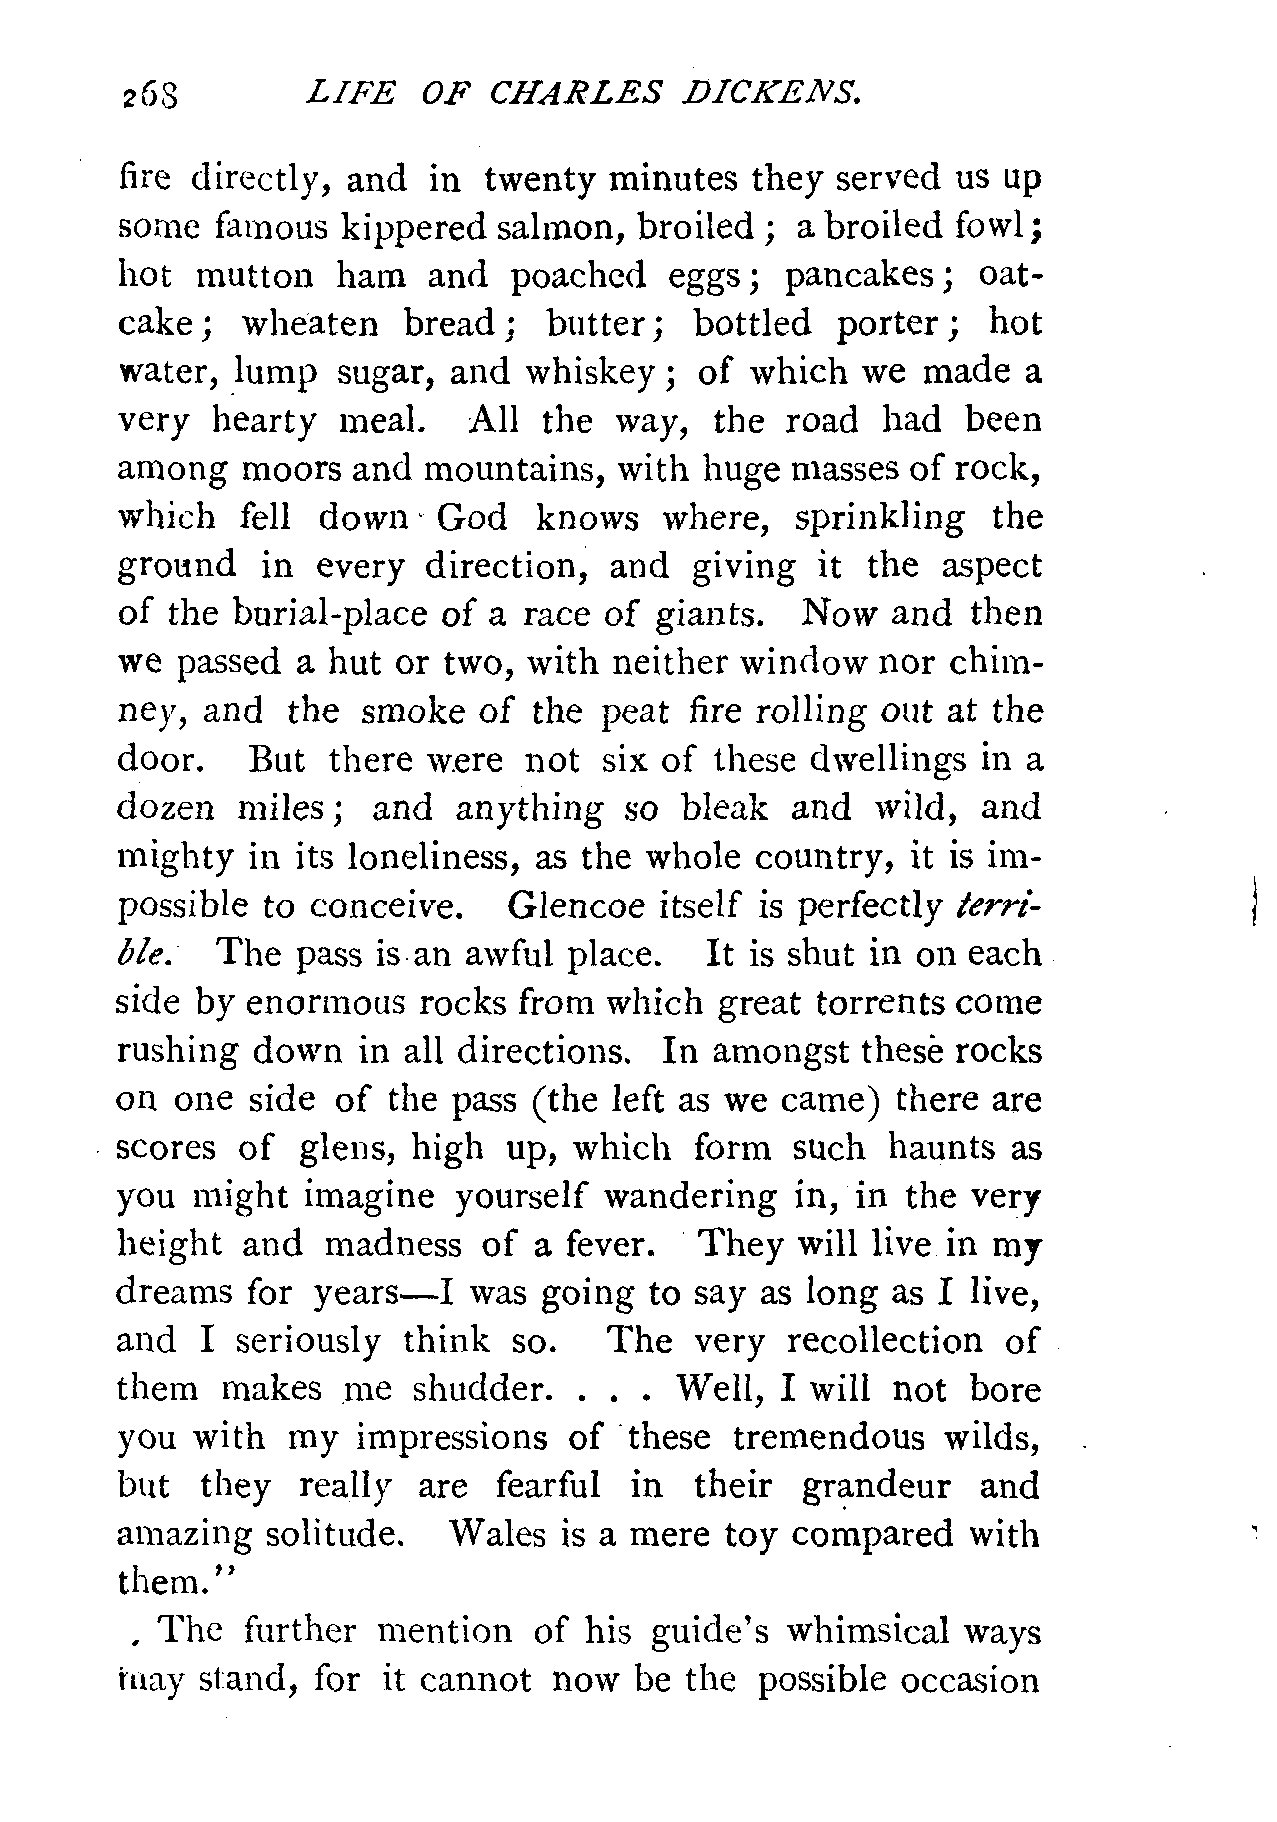 268 LIFE OF CHARLES DICKENS.
fire directly, and in twenty minutes they served us up
some famous kippered salmon, broiled ; a broiled fowl ;
hot mutton ham and poached eggs ; pancakes ; oat-
cake ; wheaten bread ; butter ; bottled porter ; hot
water, lump sugar, and whiskey ; of which we made a
very hearty meal. All the way, the road had been
among moors and mountains, with huge masses of rock,
which fell down God knows where, sprinkling the
ground in every direction, and giving it the aspect
of the burial-place of a race of giants. Now and then
we passed a hut or two, with neither window nor chim-
ney, and the smoke of the peat fire rolling out at the
door. But there were not six of these dwellings in a
dozen miles ; and anything so bleak and wild, and
mighty in its loneliness, as the whole country, it is im-
possible to conceive. Glencoe itself is perfectly terri-
ble. The pass is an awful place. It is shut in on each
side by enormous rocks from which great torrents come
rushing down in all directions. In amongst these rocks
on one side of the pass (the left as we came) there are
scores of glens, high up, which form such haunts as
you might imagine yourself wandering in, in the very
height and madness of a fever. They will live in my
dreams for years—I was going to say as long as I live,
and I seriously think so. The very recollection of
them makes me shudder. . . . Well, I will not bore
you with my impressions of these tremendous wilds,
but they really are fearful in their grandeur and
amazing solitude. Wales is a mere toy compared with
them."
The further mention of his guide's whimsical ways
may stand, for it cannot now be the possible occasion